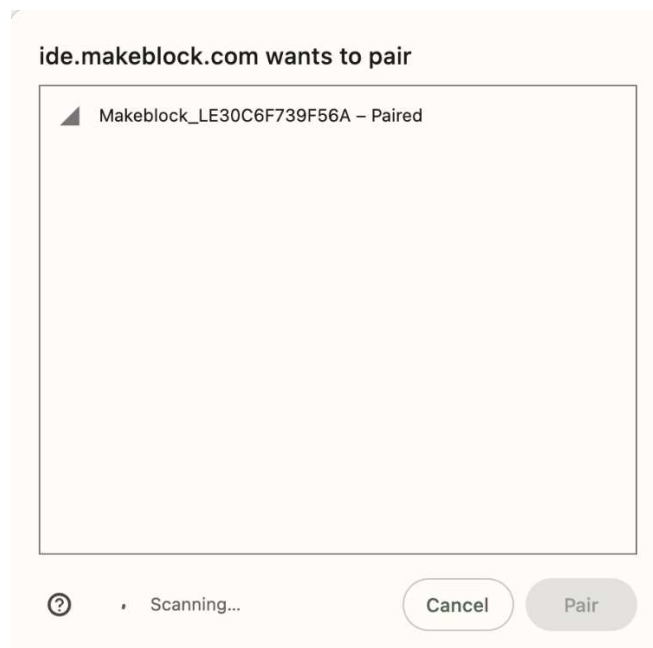 ide.makeblock.com wants to pair
Makeblock_LE30C6F739F56A – Paired
Scanning...
Cancel
Pair